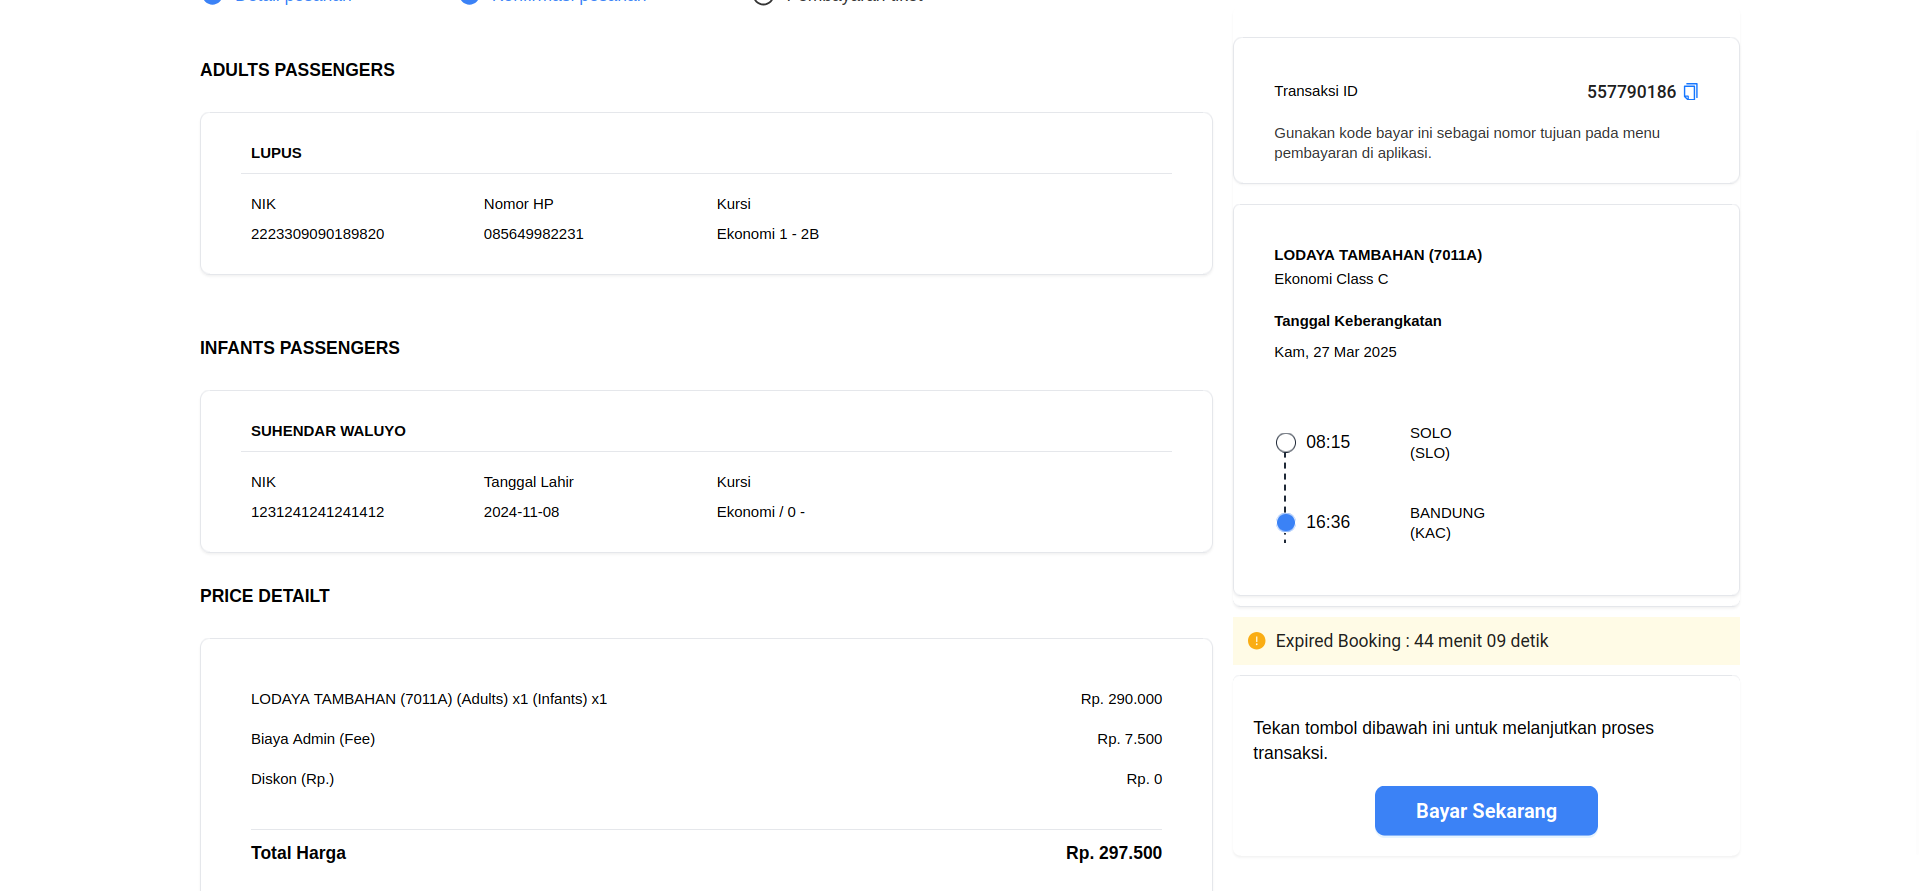 ADULTS PASSENGERS
LUPUS
NIK
Nomor HP
Kursi
2223309090189820
085649982231
Ekonomi 1 - 2B
INFANTS PASSENGERS
SUHENDAR WALUYO
NIK
Tanggal Lahir
Kursi
1231241241241412
2024-11-08
Ekonomi / 0 -
PRICE DETAILT
LODAYA TAMBAHAN (7011A) (Adults) x1 (Infants) x1
Rp. 290.000
Biaya Admin (Fee)
Rp. 7.500
Diskon (Rp.)
Rp. 0
Total Harga
Rp. 297.500
Transaksi ID
557790186
Gunakan kode bayar ini sebagai nomor tujuan pada menu
pembayaran di aplikasi.
LODAYA TAMBAHAN (7011A)
Ekonomi Class C
Tanggal Keberangkatan
Kam, 27 Mar 2025
08:15
SOLO
(SLO)
16:36
BANDUNG
(KAC)
Expired Booking : 44 menit 09 detik
Tekan tombol dibawah ini untuk melanjutkan proses
transaksi.
Bayar Sekarang